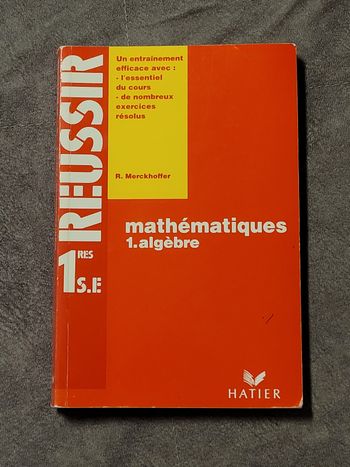 REUSSIR
1RES
S.E
Un entraînement
efficace avec :
- l'essentiel
du cours
- de nombreux
exercices
résolus
R. Merckhoffer
mathématiques
1.algèbre
HATIER